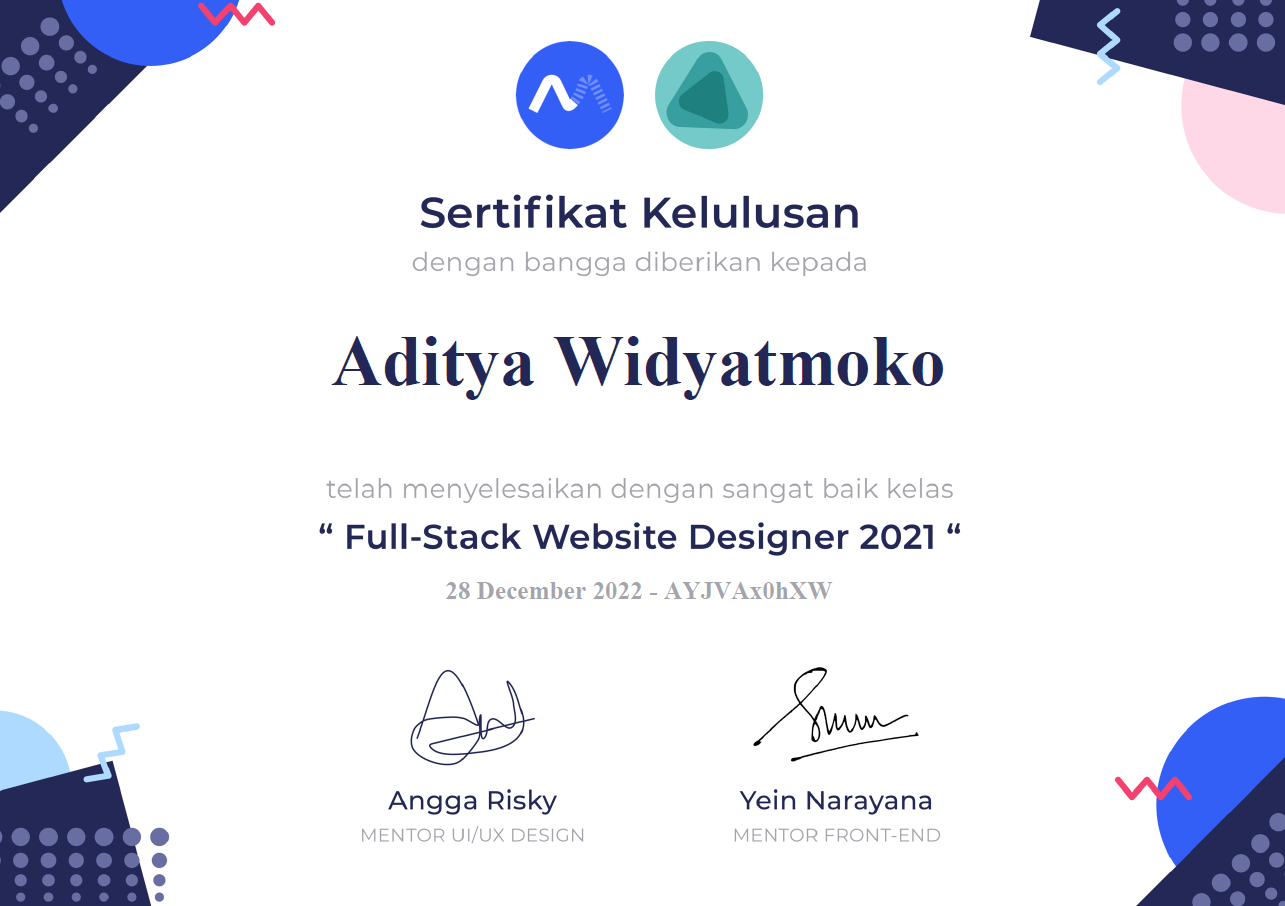 Sertifikat Kelulusan
dengan bangga diberikan kepada
Aditya Widyatmoko
telah menyelesaikan dengan sangat baik kelas
“ Full-Stack Website Designer 2021 “
28 December 2022 - AYJVAx0hXW
Angga Risky
Yein Narayana
MENTOR UI/UX DESIGN
MENTOR FRONT-END